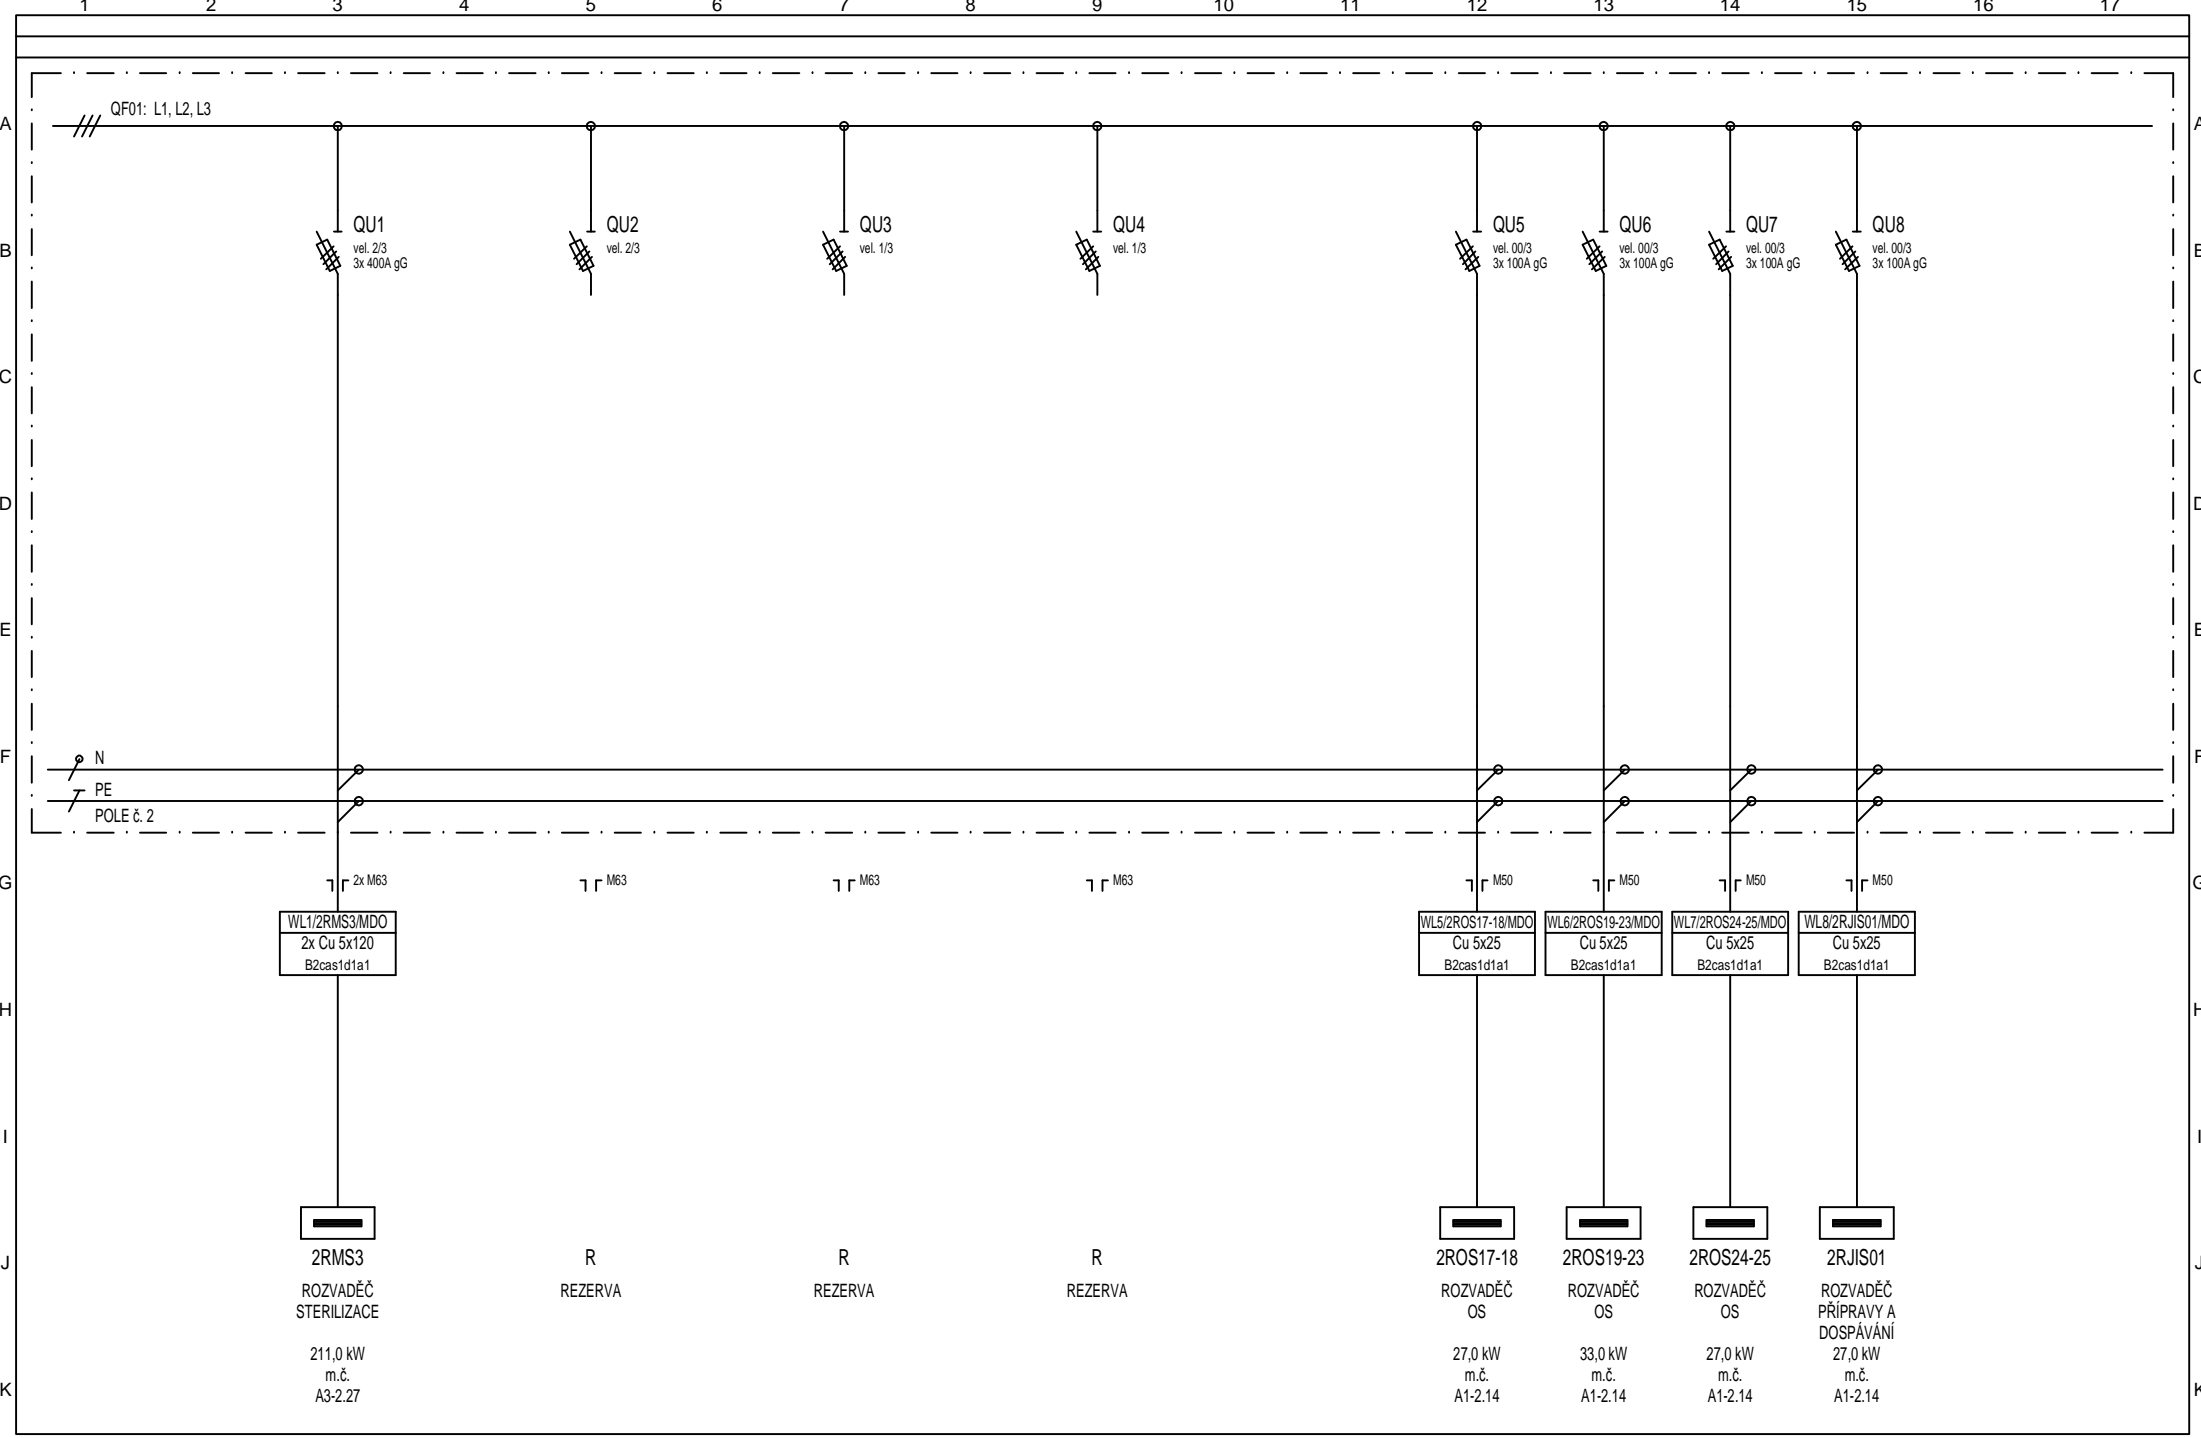 1 2 3 4 5 6 7 8 9 10 11 12 13 14 15 16 17
A QF01: L1, L2, L3 A
B QU1 QU2 QU3 QU4 QU5 QU6 QU7 QU8 B
vel. 2/3 vel. 2/3 vel. 1/3 vel. 1/3 vel. 00/3 vel. 00/3 vel. 00/3 vel. 00/3
3x 400A gG 3x 100A gG 3x 100A gG 3x 100A gG 3x 100A gG
C C
D D
E E
F N F
PE
POLE č. 2
G 2x M63 M63 M63 M63 M50 M50 M50 M50 G
WL1/2RMS3/MDO WL5/2ROS17-18/MDO WL6/2ROS19-23/MDO WL7/2ROS24-25/MDO WL8/2RJIS01/MDO
2x Cu 5x120 Cu 5x25 Cu 5x25 Cu 5x25 Cu 5x25
B2cas1d1a1 B2cas1d1a1 B2cas1d1a1 B2cas1d1a1 B2cas1d1a1
H H
I I
J 2RMS3 R R R 2ROS17-18 2ROS19-23 2ROS24-25 2RJIS01 J
ROZVADĚČ REZERVA REZERVA REZERVA ROZVADĚČ ROZVADĚČ ROZVADĚČ ROZVADĚČ
STERILIZACE OS OS OS PŘÍPRAVY A
DOSPÁVÁNÍ
211,0 kW 27,0 kW 33,0 kW 27,0 kW 27,0 kW
m.č. m.č. m.č. m.č. m.č.
K A3-2.27 A1-2.14 A1-2.14 A1-2.14 A1-2.14 K